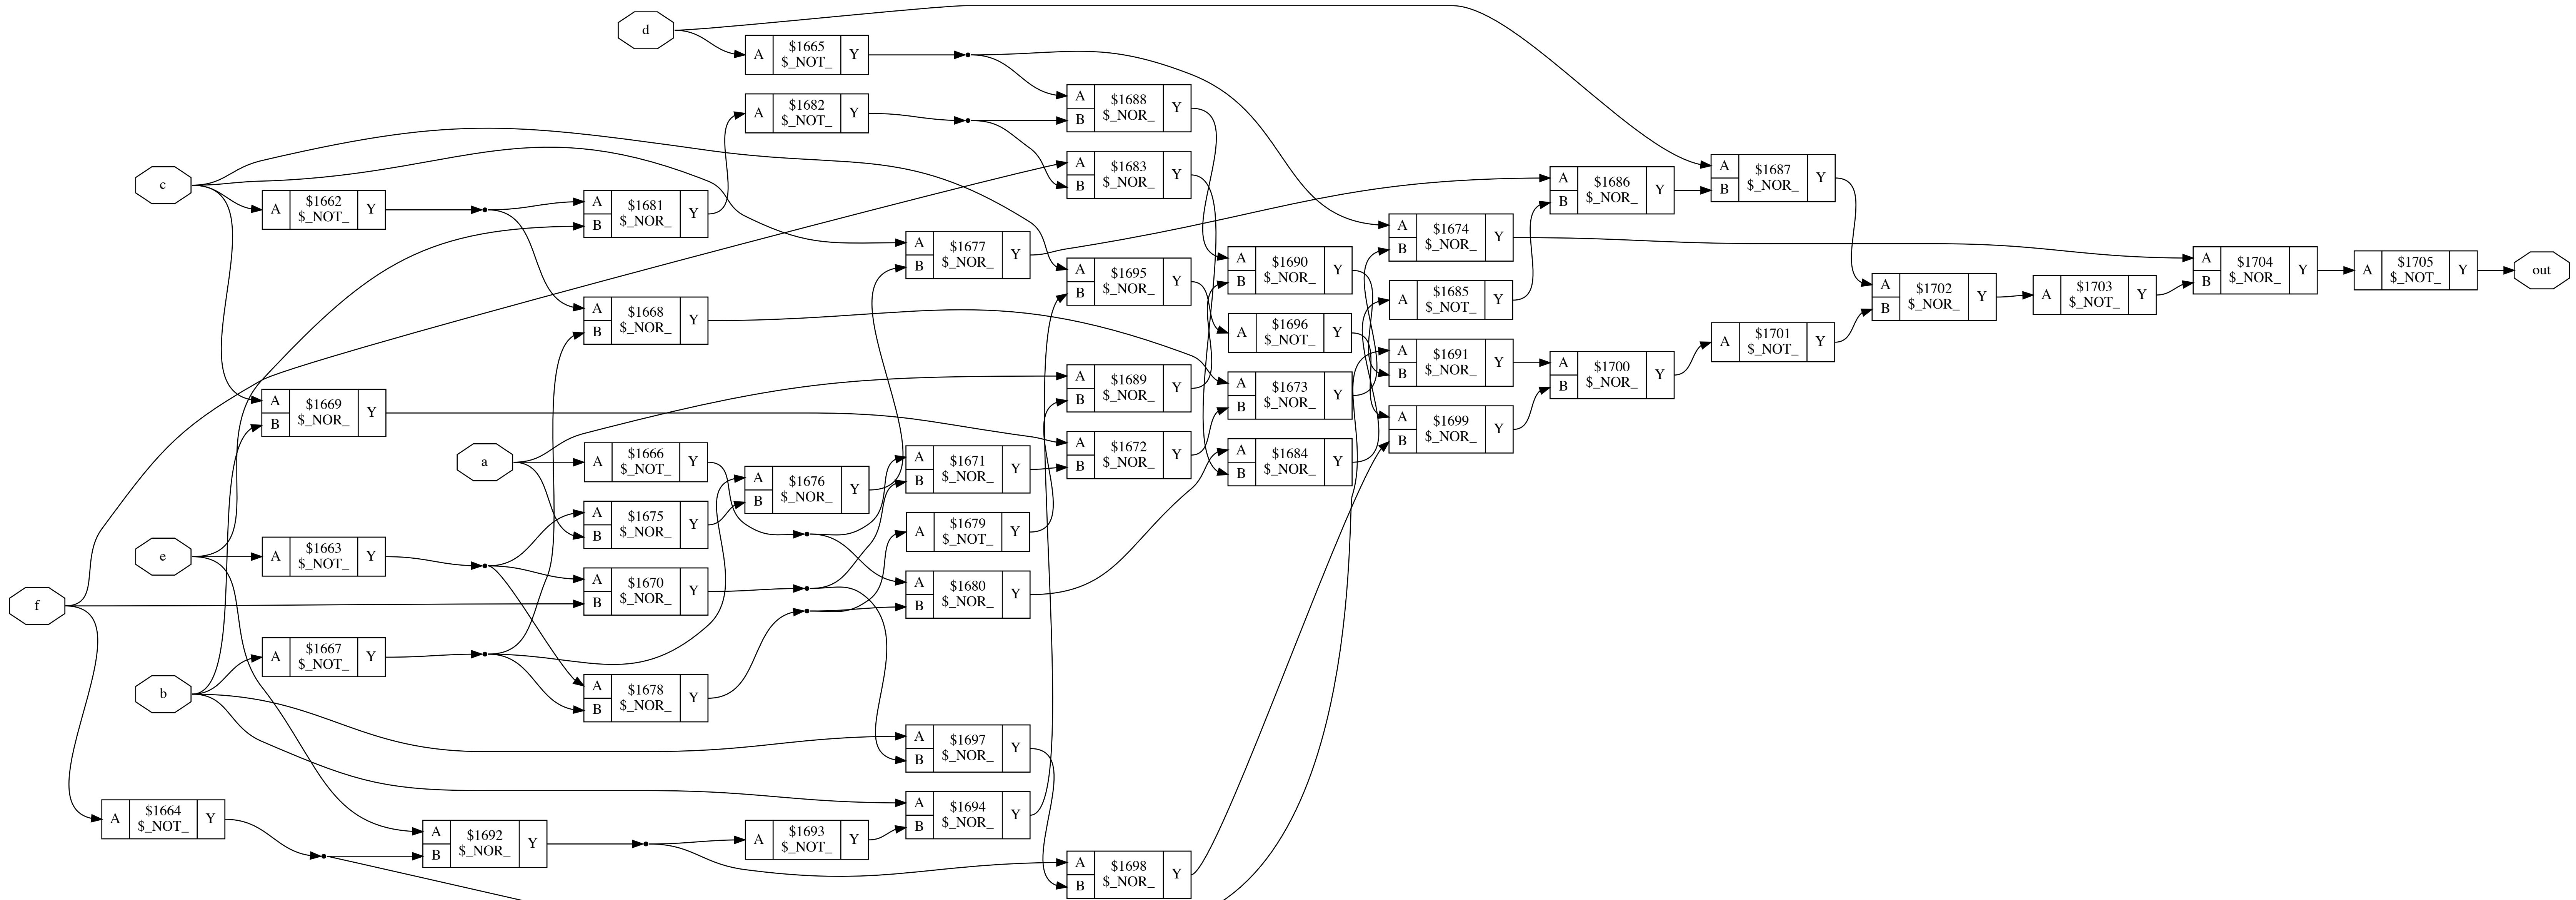 d
A $1665 $_NOT_ Y
A $1682 $_NOT_ Y
A B $1688 $_NOR_ Y
A B $1683 $_NOR_ Y
c
A $1662 $_NOT_ Y
A B $1681 $_NOR_ Y
A B $1677 $_NOR_ Y
A B $1695 $_NOR_ Y
A B $1668 $_NOR_ Y
A B $1690 $_NOR_ Y
A $1696 $_NOT_ Y
A B $1674 $_NOR_ Y
A $1685 $_NOT_ Y
A B $1686 $_NOR_ Y
A B $1687 $_NOR_ Y
A B $1691 $_NOR_ Y
A B $1700 $_NOR_ Y
A $1701 $_NOT_ Y
A B $1702 $_NOR_ Y
A $1703 $_NOT_ Y
A B $1704 $_NOR_ Y
A $1705 $_NOT_ Y
out
A B $1669 $_NOR_ Y
A B $1689 $_NOR_ Y
A B $1673 $_NOR_ Y
A B $1699 $_NOR_ Y
a
A $1666 $_NOT_ Y
A B $1676 $_NOR_ Y
A B $1671 $_NOR_ Y
A B $1672 $_NOR_ Y
A B $1684 $_NOR_ Y
A B $1675 $_NOR_ Y
A $1679 $_NOT_ Y
e
A $1663 $_NOT_ Y
A B $1670 $_NOR_ Y
A B $1680 $_NOR_ Y
f
A $1667 $_NOT_ Y
b
A B $1678 $_NOR_ Y
A B $1697 $_NOR_ Y
A B $1694 $_NOR_ Y
A $1664 $_NOT_ Y
A B $1692 $_NOR_ Y
A $1693 $_NOT_ Y
A B $1698 $_NOR_ Y